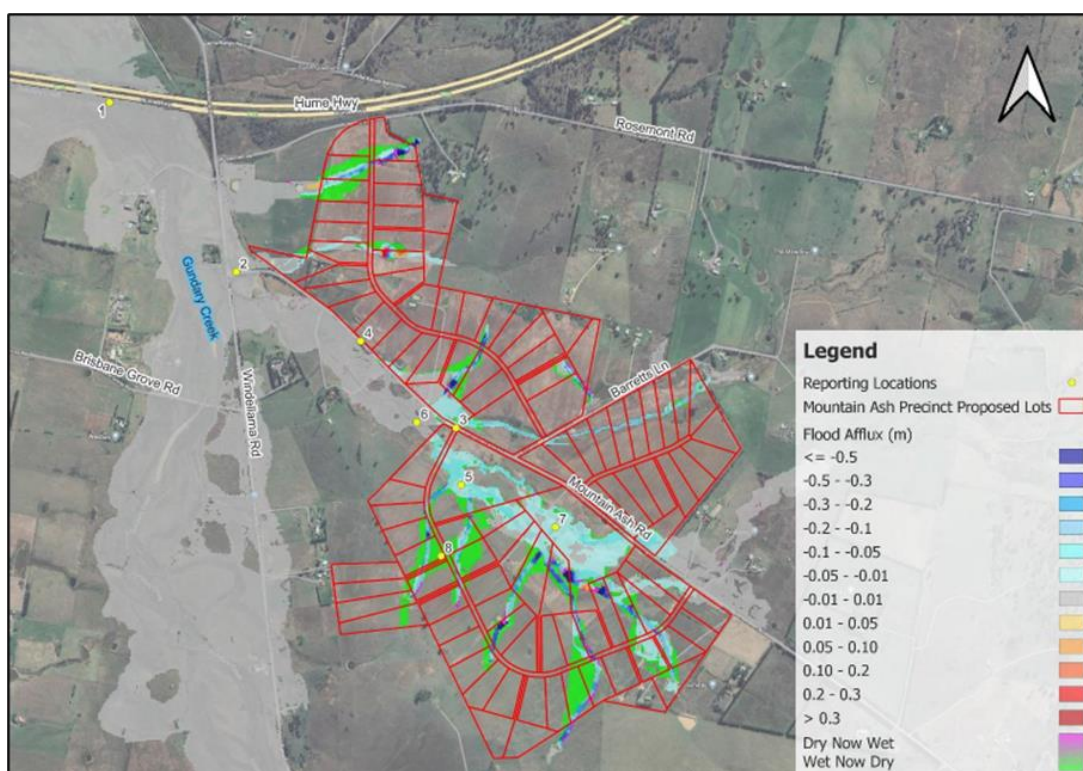 Hume Hwy
Rosemont Rd
1
2
Gundary Creek
4
Brisbane Grove Rd
Windellama Rd
Barretts Ln
6
3
Mountain Ash Rd
5
7
8
Legend
Reporting Locations
Mountain Ash Precinct Proposed Lots
Flood Afflux (m)
<= -0.5
-0.5 - -0.3
-0.3 - -0.2
-0.2 - -0.1
-0.1 - -0.05
-0.05 - -0.01
-0.01 - 0.01
0.01 - 0.05
0.05 - 0.10
0.10 - 0.2
0.2 - 0.3
> 0.3
Dry Now Wet
Wet Now Dry